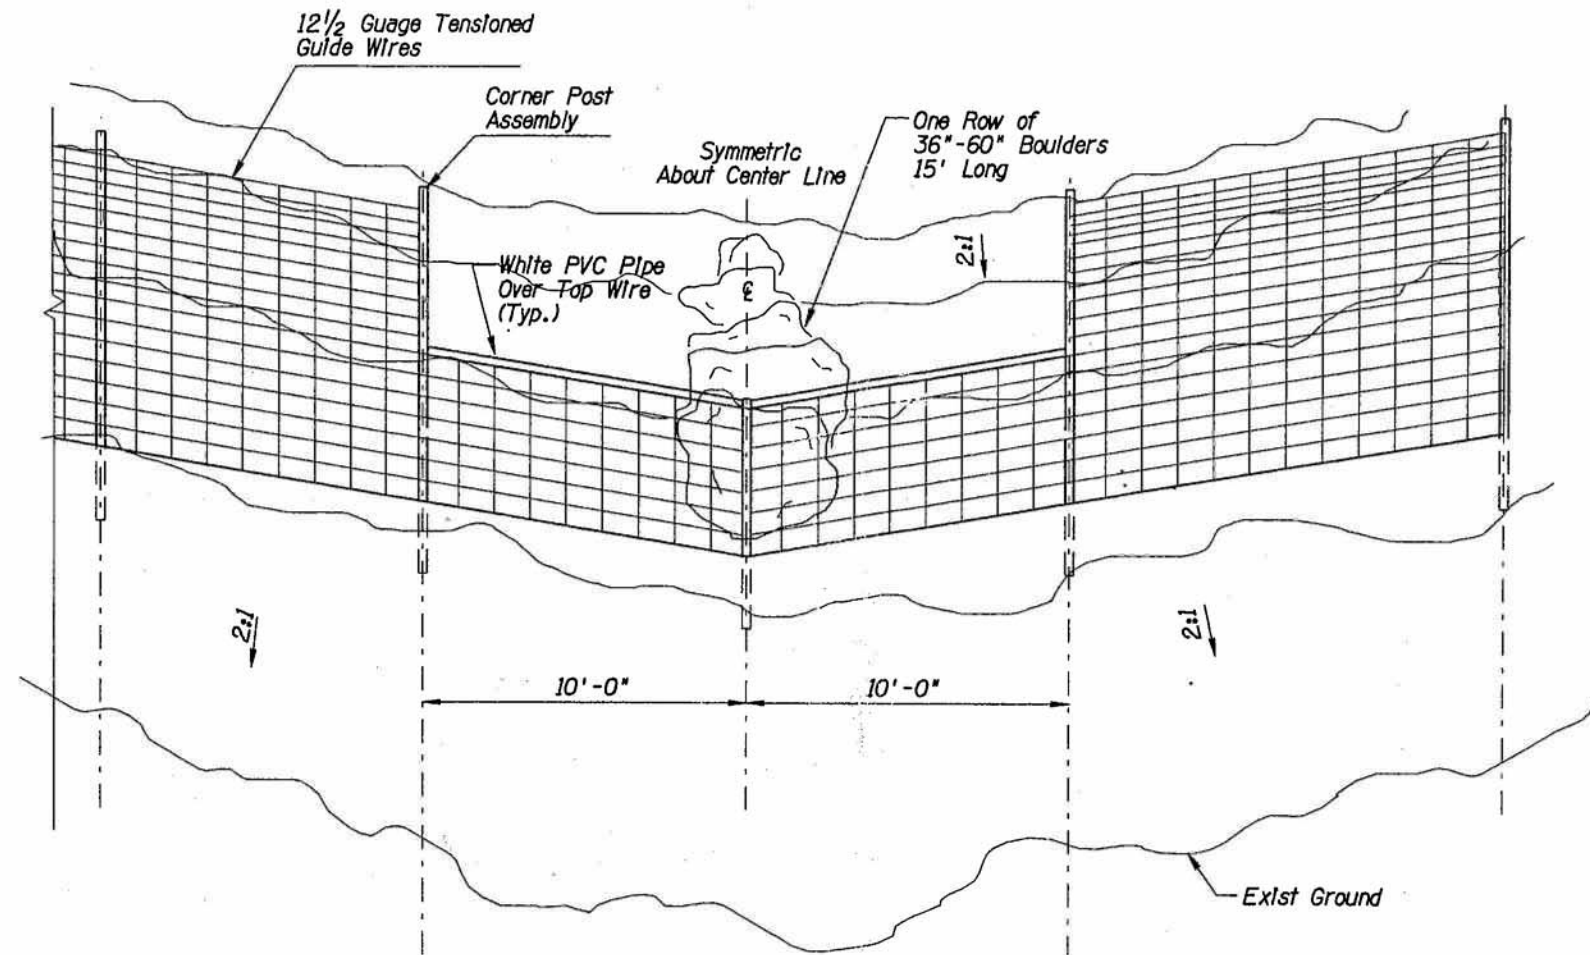 12½ Guage Tensioned
Guide Wires
Corner Post
Assembly
Symmetric
About Center Line
One Row of
36"-60" Boulders
15' Long
2:1
White PVC Pipe
Over Top Wire
(Typ.)
℄
2:1
2:1
10'-0"
10'-0"
Exist Ground